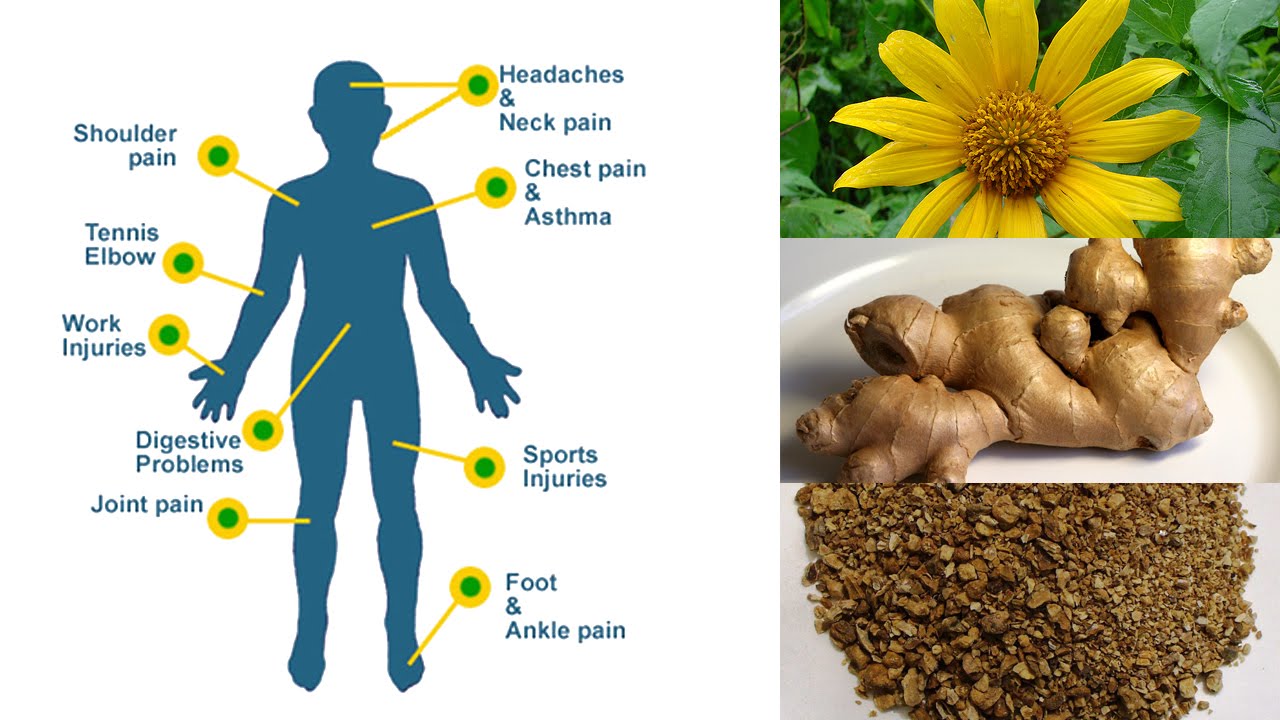 Headaches
&
Neck pain
Shoulder
pain
Chest pain
&
Asthma
Tennis
Elbow
Work
Injuries
Digestive
Problems
Sports
Injuries
Joint pain
Foot
&
Ankle pain